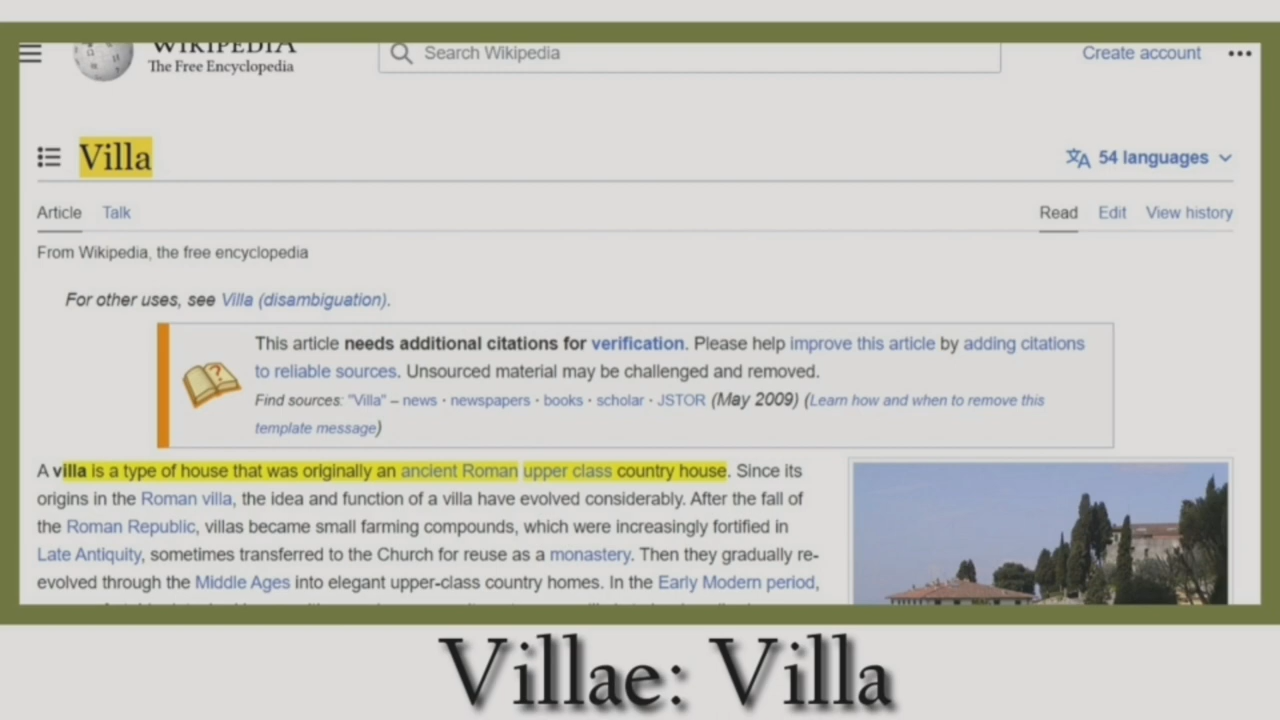 WIKIPEDIA
The Free Encyclopedia
Search Wikipedia
Create account
Villa
54 languages
Article Talk
Read Edit View history
From Wikipedia, the free encyclopedia
For other uses, see Villa (disambiguation).
This article needs additional citations for verification. Please help improve this article by adding citations
to reliable sources. Unsourced material may be challenged and removed.
Find sources: "Villa" – news · newspapers · books · scholar · JSTOR (May 2009) (Learn how and when to remove this
template message)
A villa is a type of house that was originally an ancient Roman upper class country house. Since its
origins in the Roman villa, the idea and function of a villa have evolved considerably. After the fall of
the Roman Republic, villas became small farming compounds, which were increasingly fortified in
Late Antiquity, sometimes transferred to the Church for reuse as a monastery. Then they gradually re-
evolved through the Middle Ages into elegant upper-class country homes. In the Early Modern period,
Villae: Villa